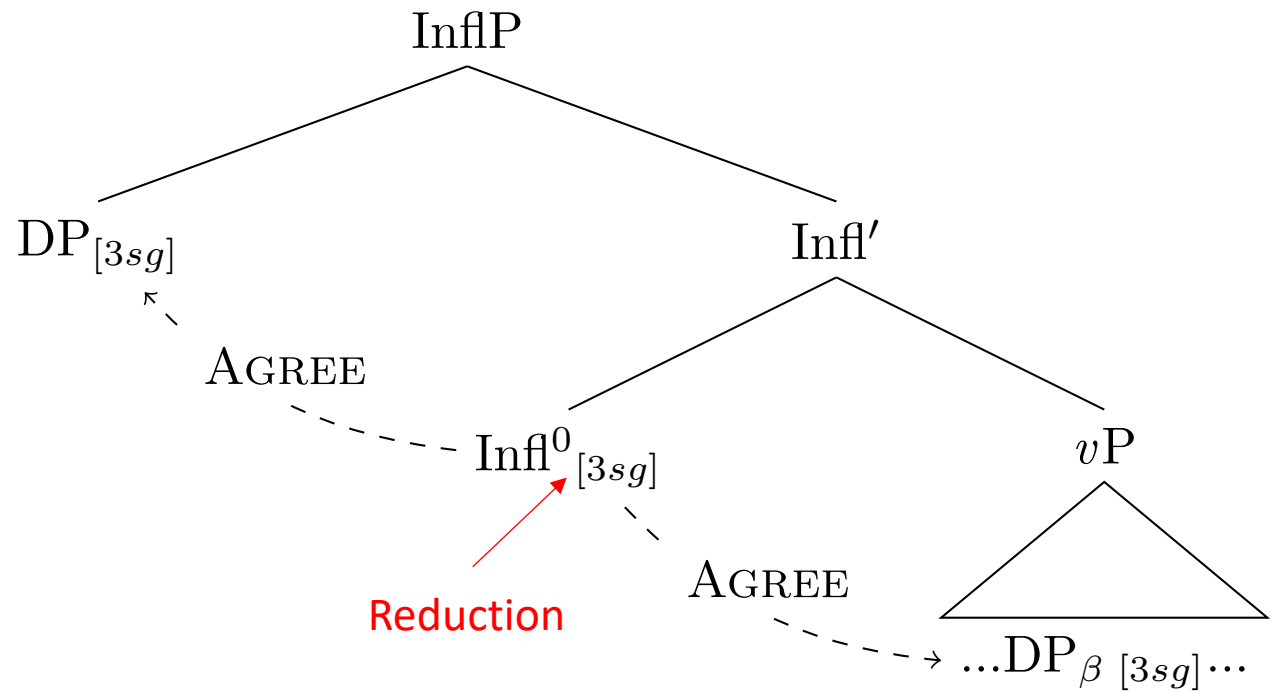 InflP
DP[3sg]
Infl′
AGREE
Infl⁰[3sg]
vP
AGREE
Reduction
...DPβ [3sg]...